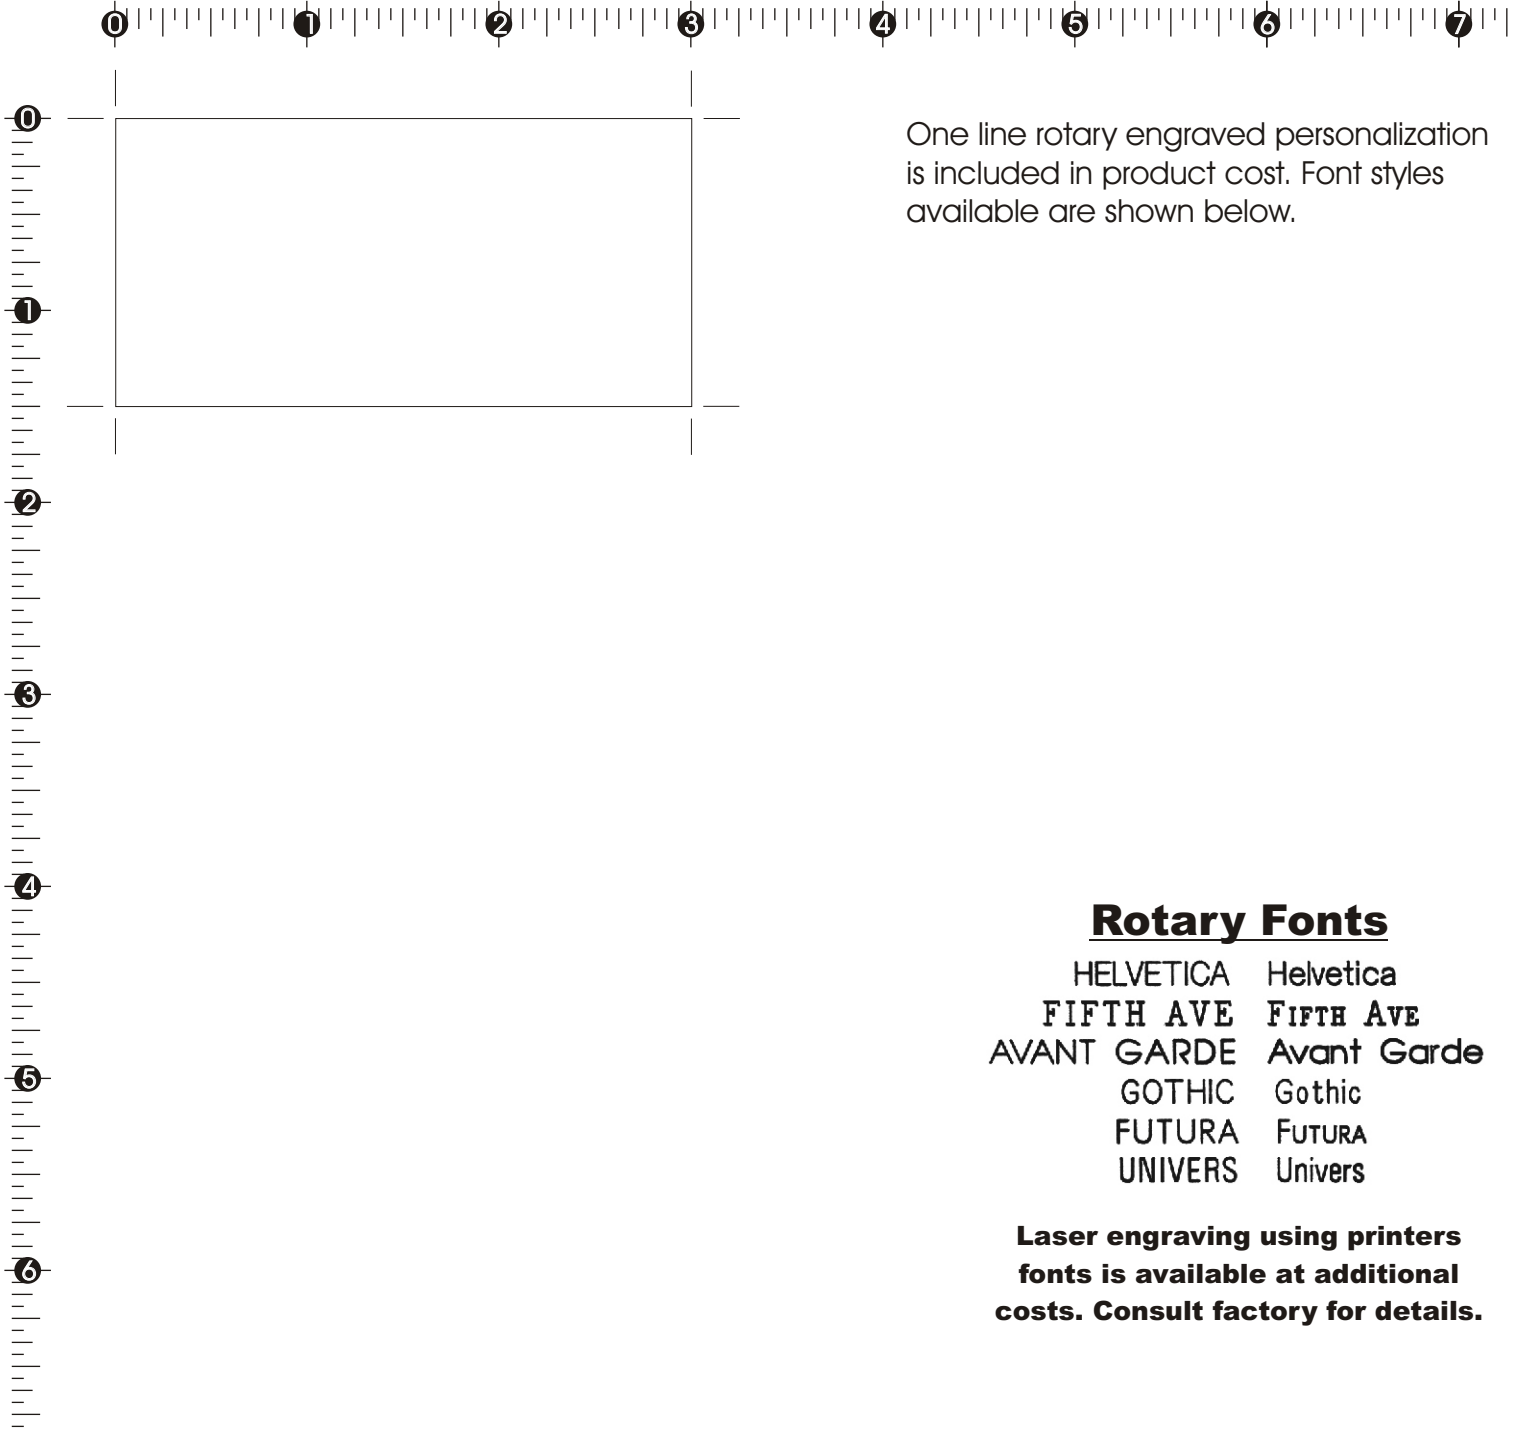 0 1 2 3 4 5 6 7
0
One line rotary engraved personalization
is included in product cost. Font styles
available are shown below.
1
2
3
4
Rotary Fonts
HELVETICA Helvetica
FIFTH AVE FIFTH AVE
AVANT GARDE Avant Garde
5
GOTHIC Gothic
FUTURA FUTURA
UNIVERS Univers
Laser engraving using printers
6
fonts is available at additional
costs. Consult factory for details.